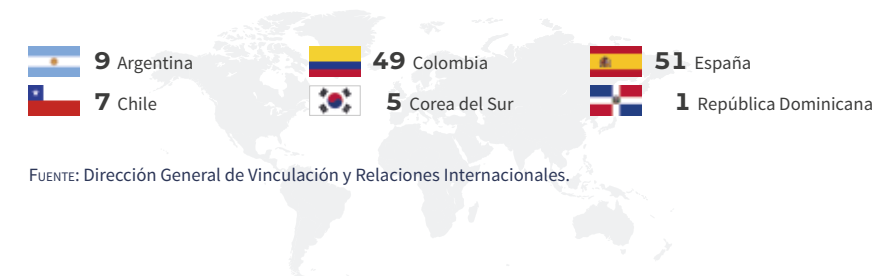 9 Argentina 49 Colombia 51 España
7 Chile 5 Corea del Sur 1 República Dominicana
Fuente: Dirección General de Vinculación y Relaciones Internacionales.